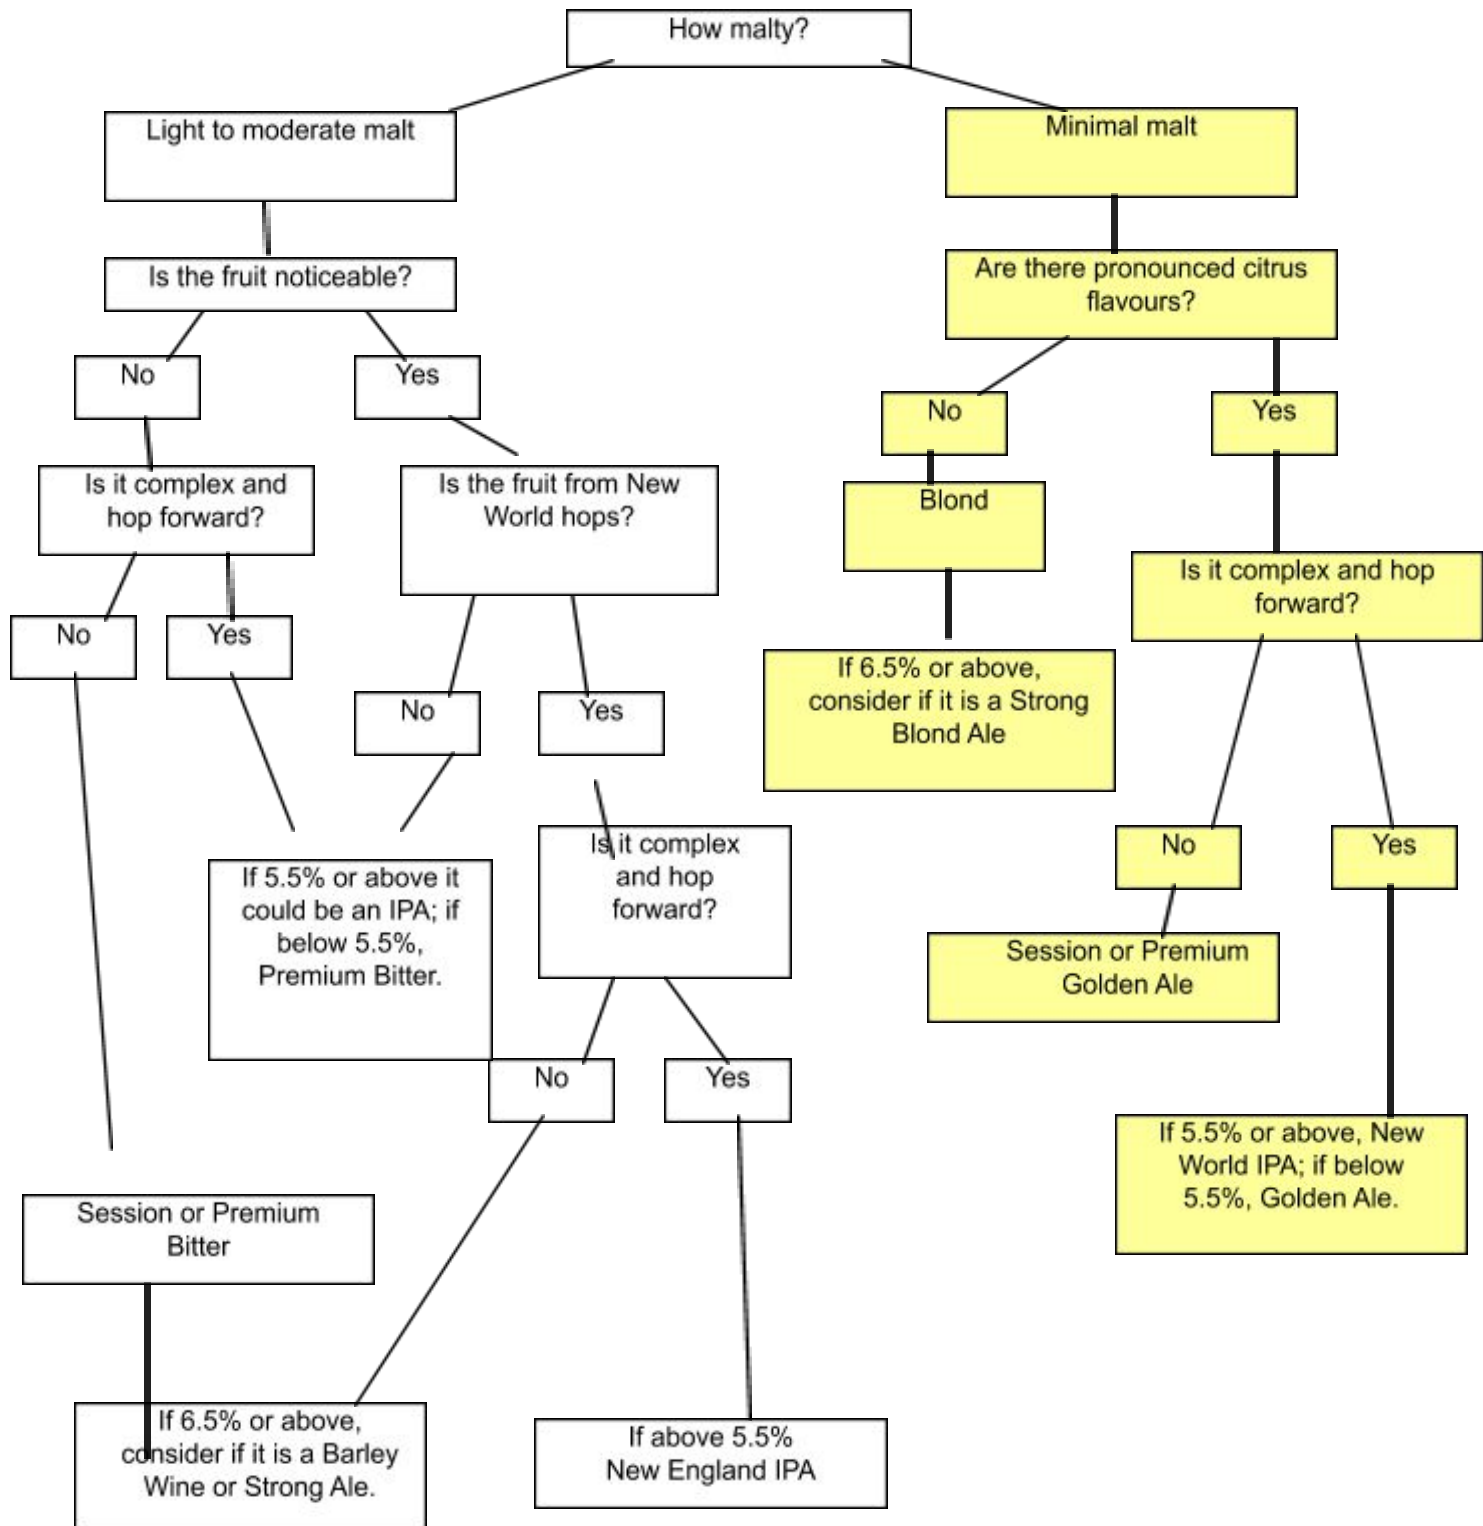 How malty?
Light to moderate malt
Minimal malt
Is the fruit noticeable?
Are there pronounced citrus
flavours?
No
Yes
No
Yes
Is it complex and
hop forward?
Is the fruit from New
World hops?
Blond
Is it complex and hop
forward?
No
Yes
No
Yes
If 6.5% or above,
consider if it is a Strong
Blond Ale
If 5.5% or above it
could be an IPA; if
below 5.5%,
Premium Bitter.
Is it complex
and hop
forward?
No
Yes
Session or Premium
Golden Ale
No
Yes
If 5.5% or above, New
World IPA; if below
5.5%, Golden Ale.
Session or Premium
Bitter
If 6.5% or above,
consider if it is a Barley
Wine or Strong Ale.
If above 5.5%
New England IPA